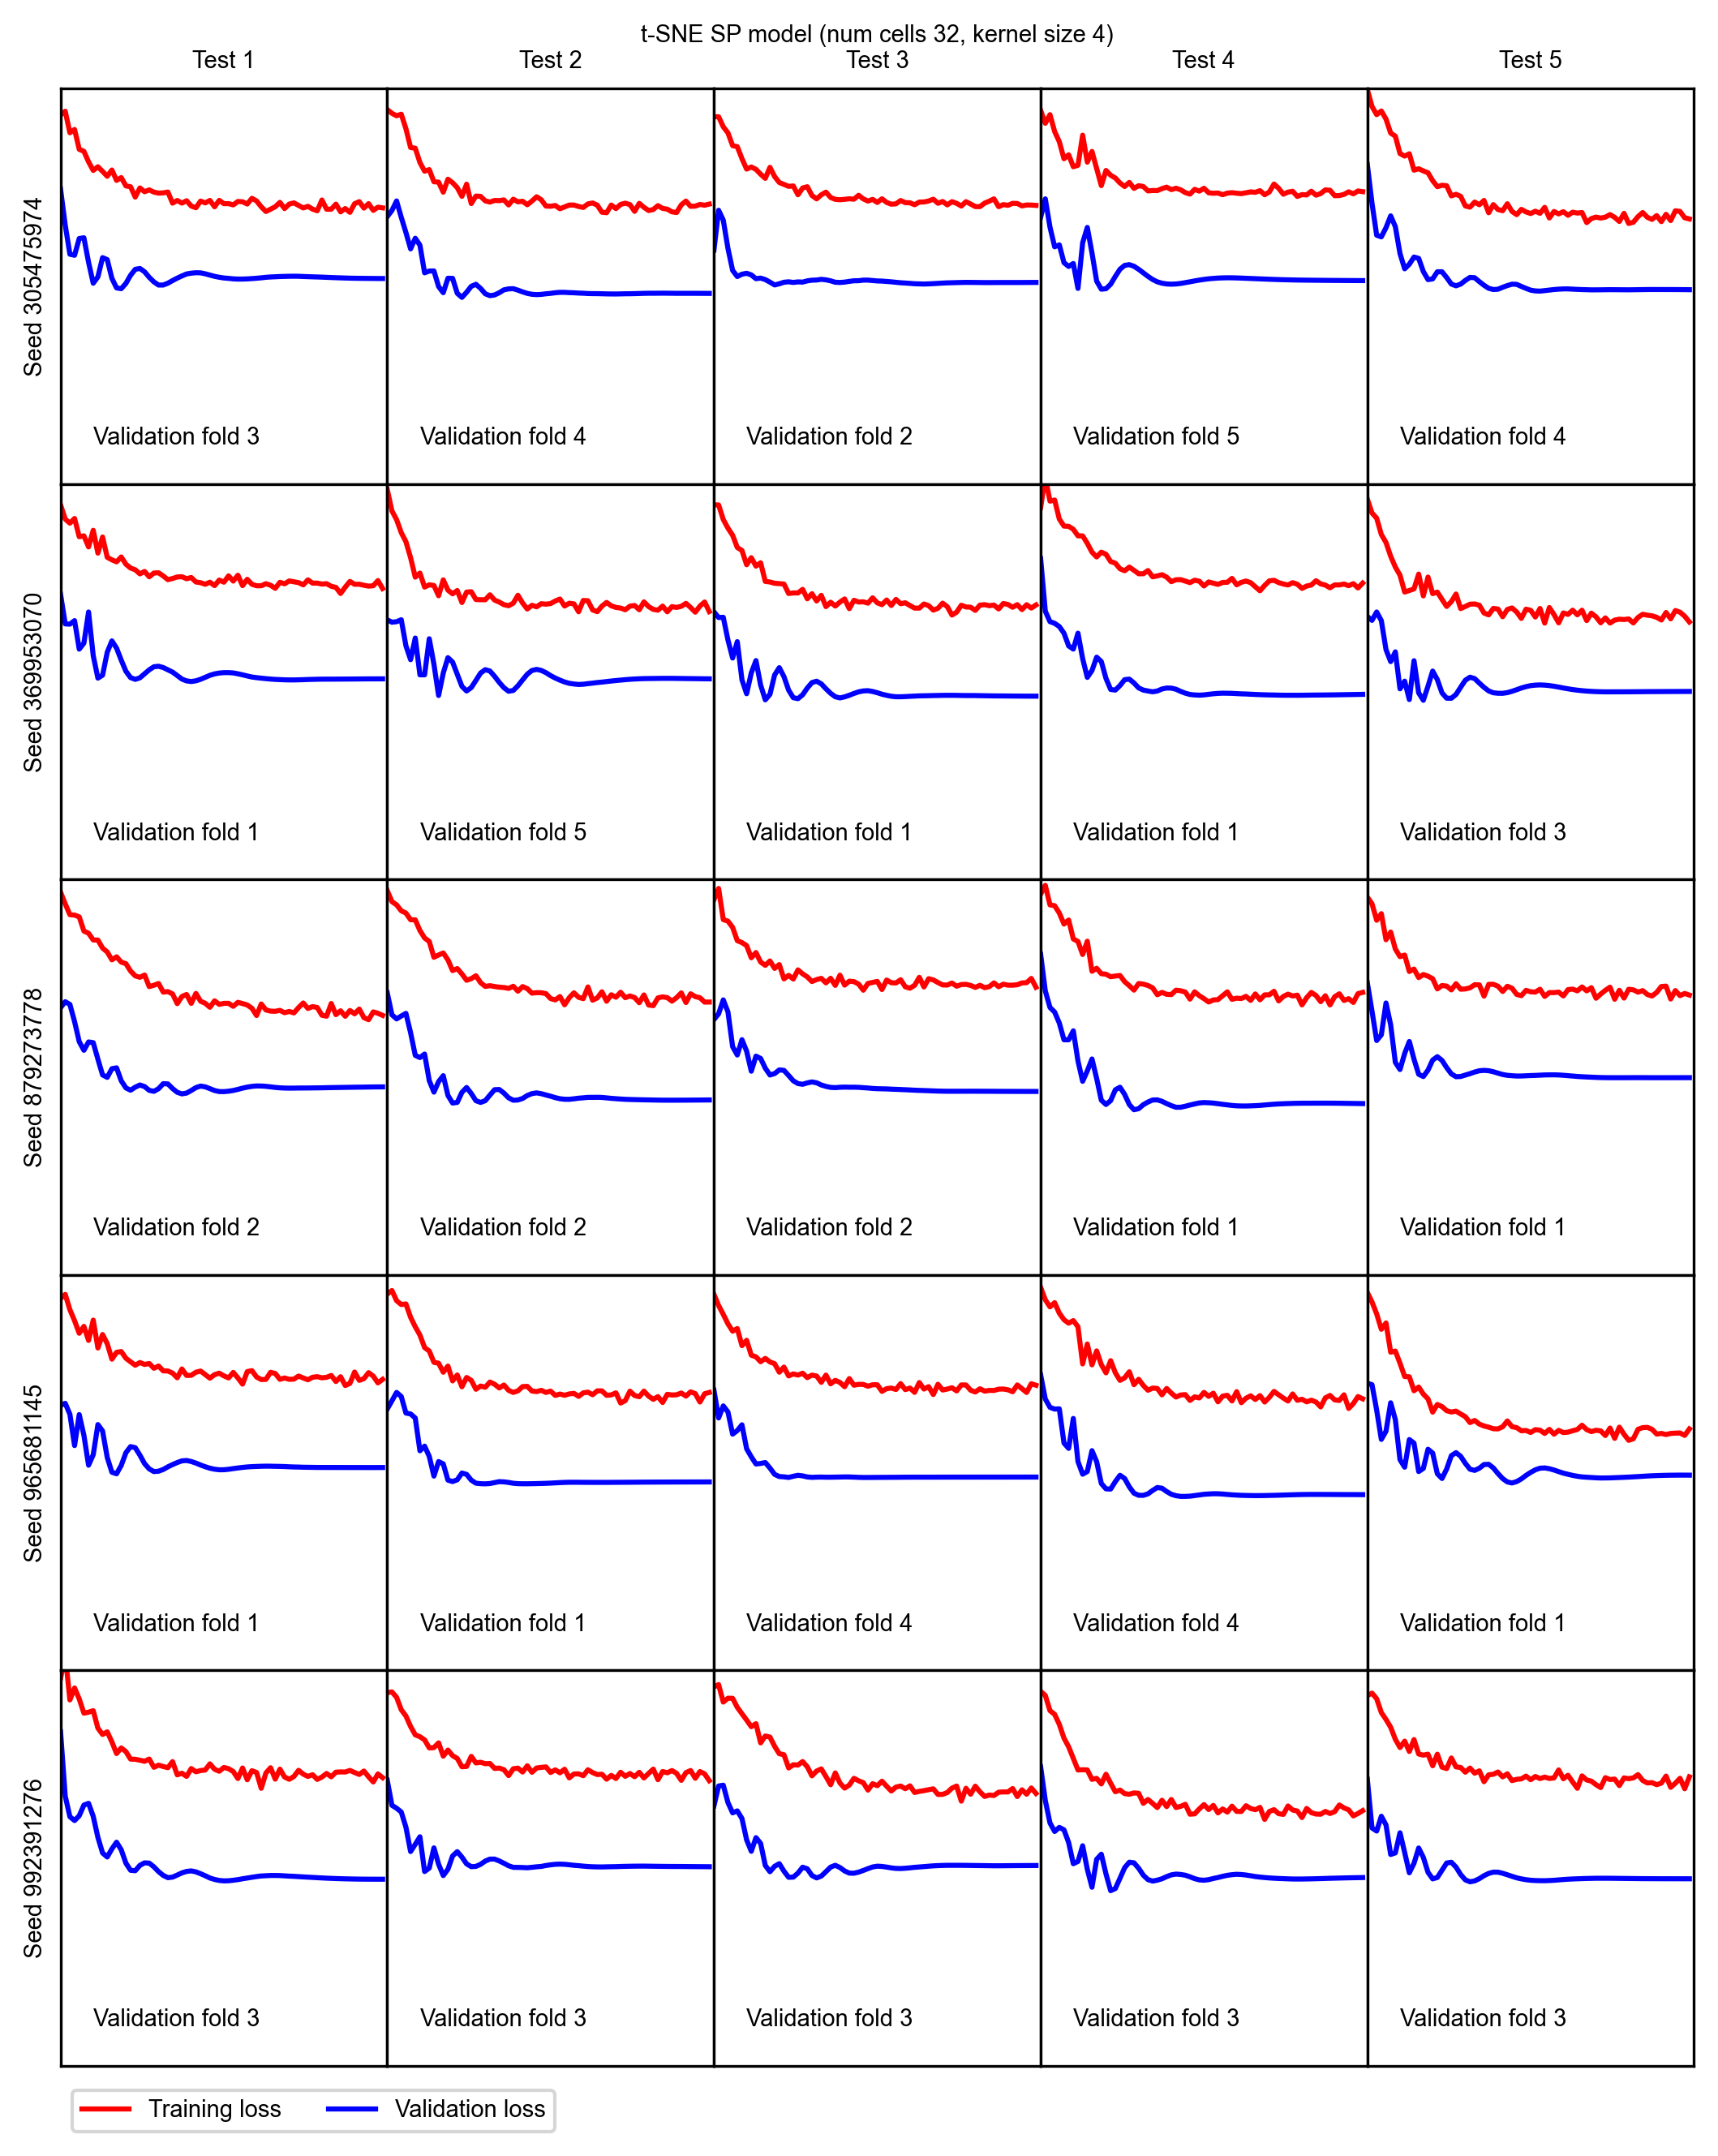 t-SNE SP model (num cells 32, kernel size 4)
Test 1 Test 2 Test 3 Test 4 Test 5
Seed 305475974
Validation fold 3 Validation fold 4 Validation fold 2 Validation fold 5 Validation fold 4
Seed 369953070
Validation fold 1 Validation fold 5 Validation fold 1 Validation fold 1 Validation fold 3
Seed 879273778
Validation fold 2 Validation fold 2 Validation fold 2 Validation fold 1 Validation fold 1
Seed 965681145
Validation fold 1 Validation fold 1 Validation fold 4 Validation fold 4 Validation fold 1
Seed 992391276
Validation fold 3 Validation fold 3 Validation fold 3 Validation fold 3 Validation fold 3
Training loss Validation loss